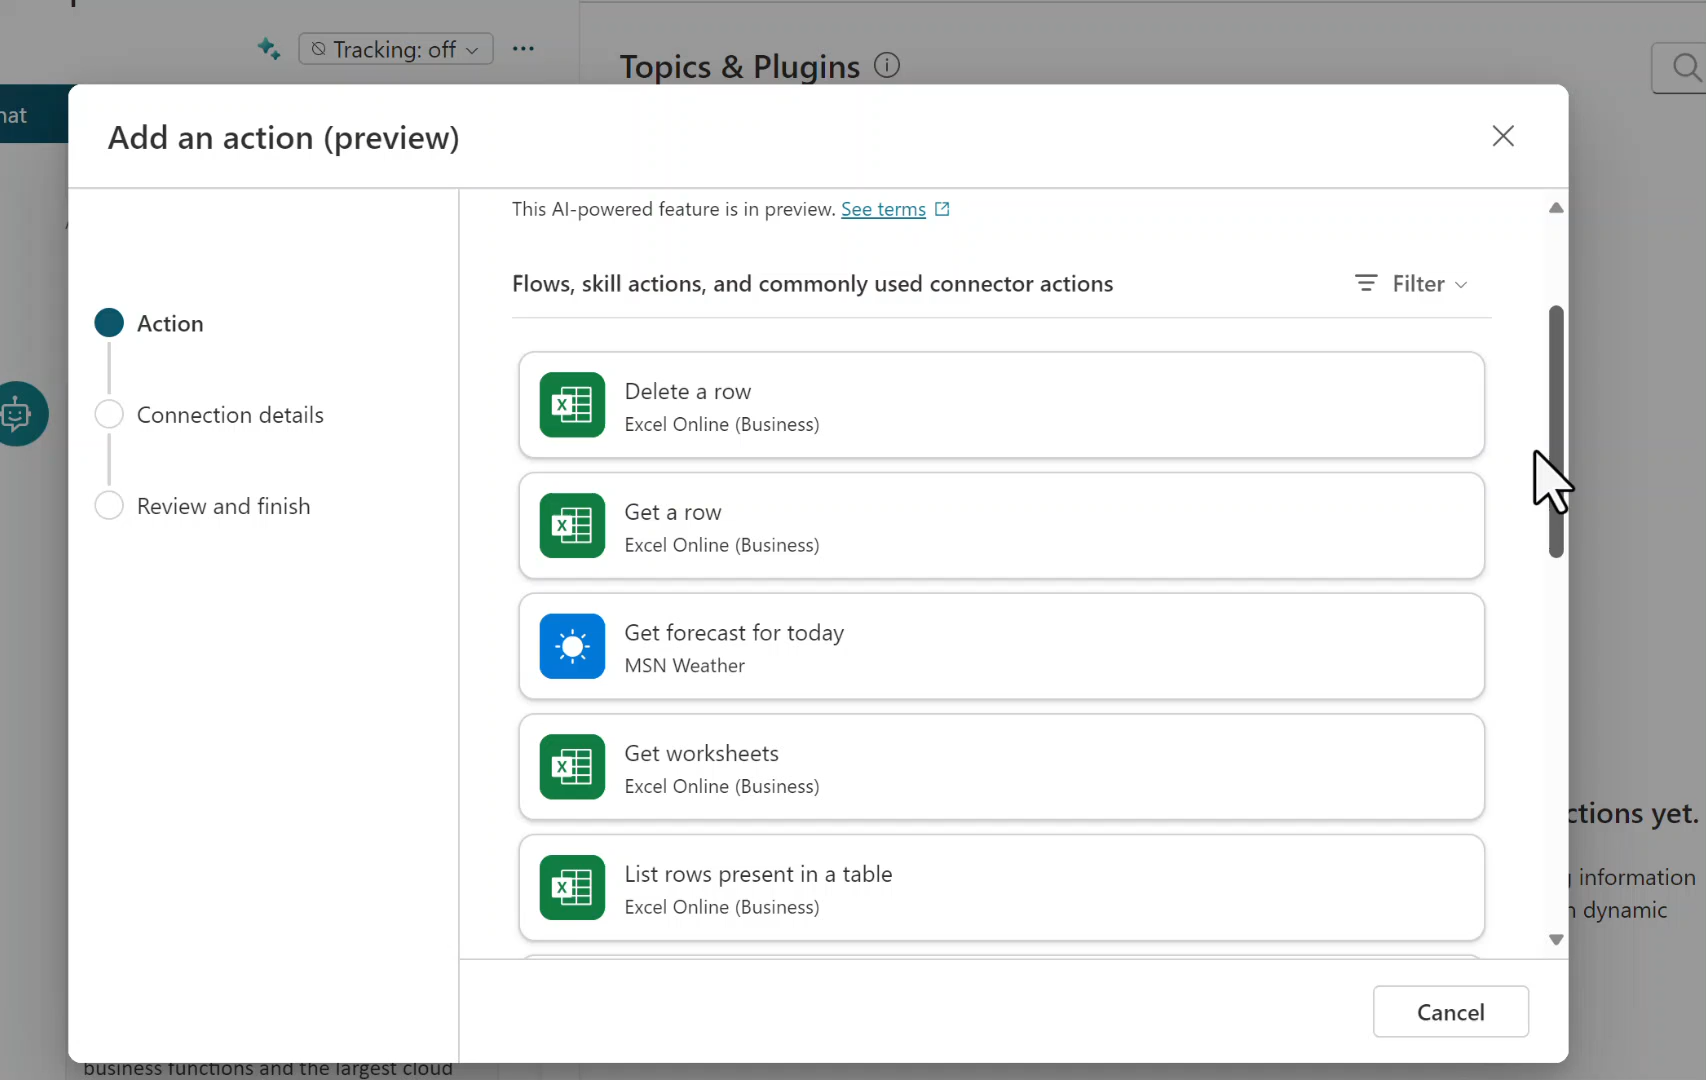 Tracking: off
Topics & Plugins
Add an action (preview)
This AI-powered feature is in preview. See terms
Flows, skill actions, and commonly used connector actions
Filter
Action
Connection details
Review and finish
Delete a row
Excel Online (Business)
Get a row
Excel Online (Business)
Get forecast for today
MSN Weather
Get worksheets
Excel Online (Business)
List rows present in a table
Excel Online (Business)
yet.
information
dynamic
Cancel
business functions and the largest cloud